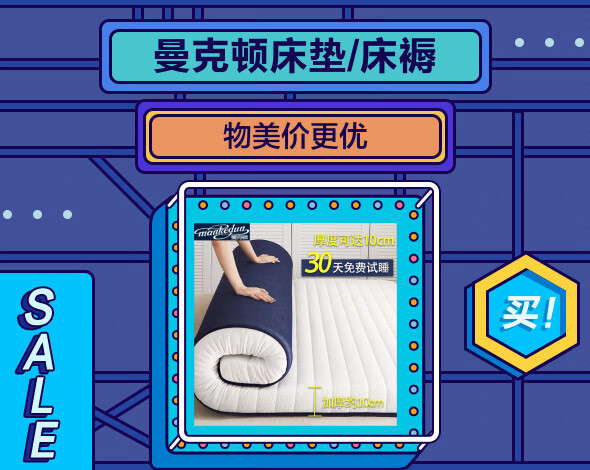 曼克顿床垫/床褥
物美价更优
mankedun
厚度可达10cm
30天免费试睡
加厚约10cm
SALE
买!